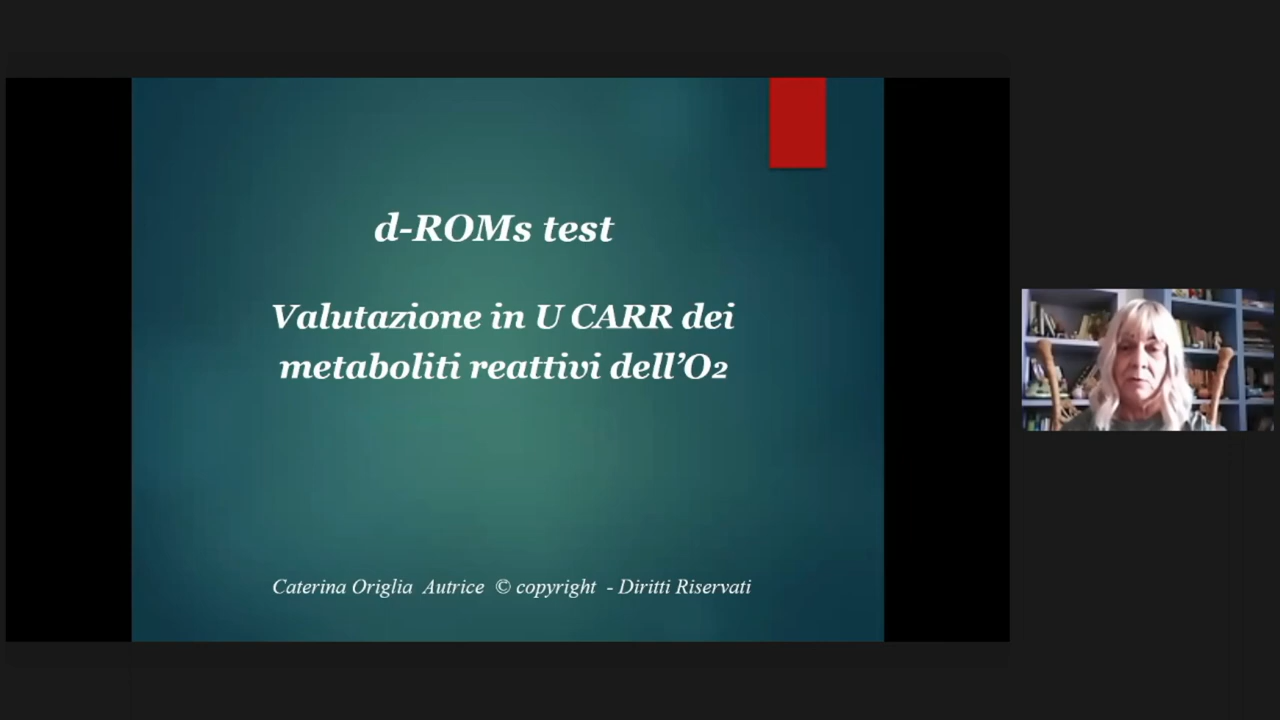 d-ROMs test
Valutazione in U CARR dei
metaboliti reattivi dell’O2
Caterina Origlia Autrice © copyright - Diritti Riservati